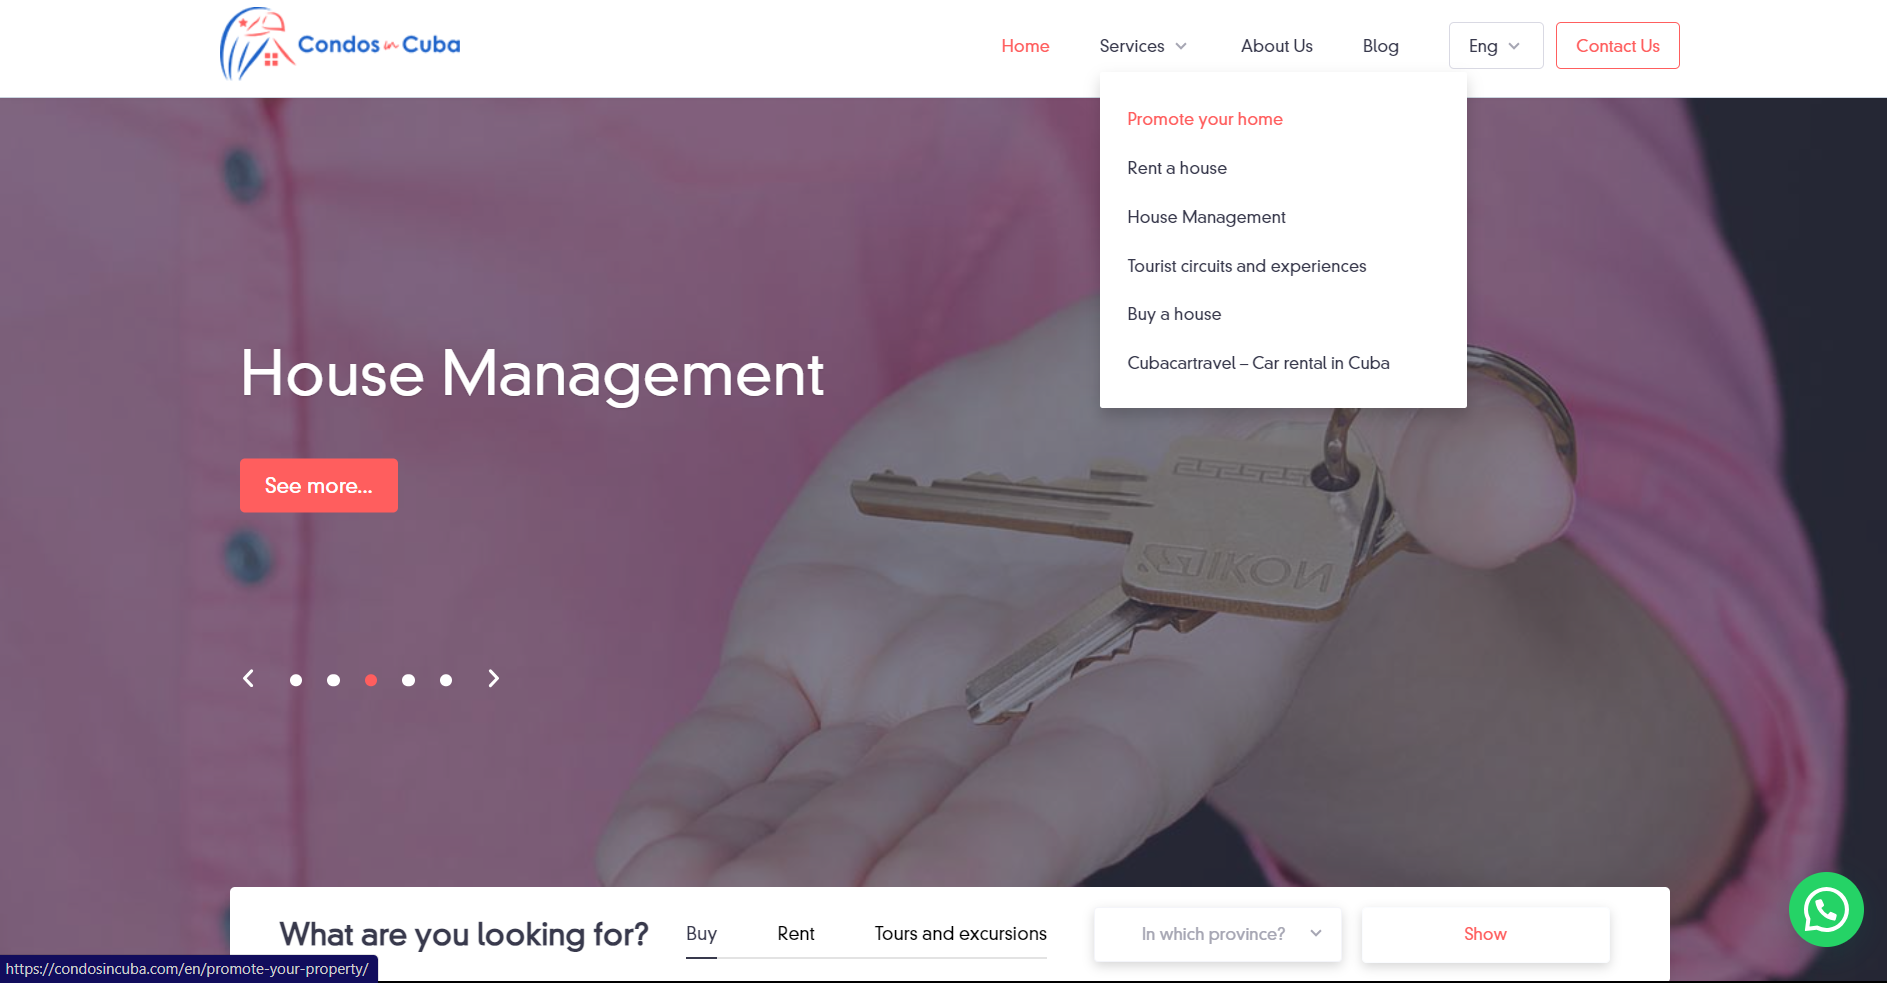 Condos in Cuba
Home
Services
About Us
Blog
Eng
Contact Us
Promote your home
Rent a house
House Management
Tourist circuits and experiences
Buy a house
Cubacartravel – Car rental in Cuba
House Management
See more...
IKON
What are you looking for?
Buy
Rent
Tours and excursions
In which province?
Show
https://condosincuba.com/en/promote-your-property/